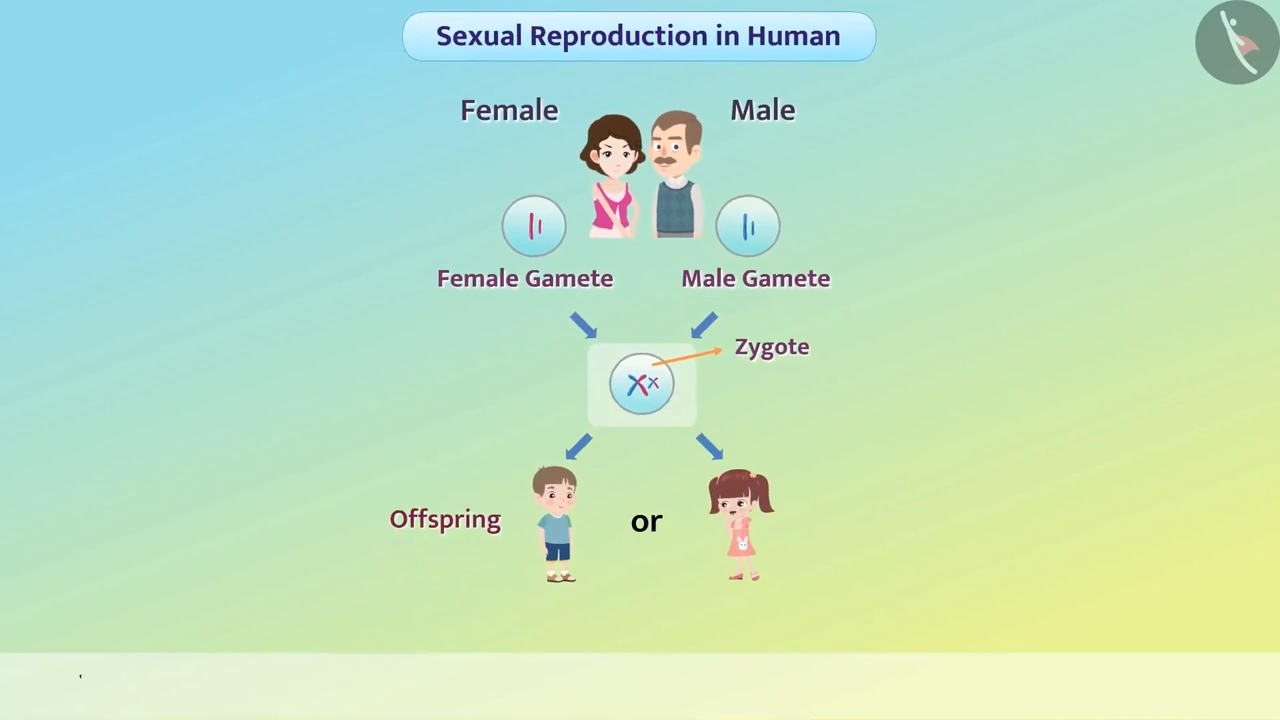 Sexual Reproduction in Human
Female
Male
Female Gamete
Male Gamete
Zygote
Offspring
or